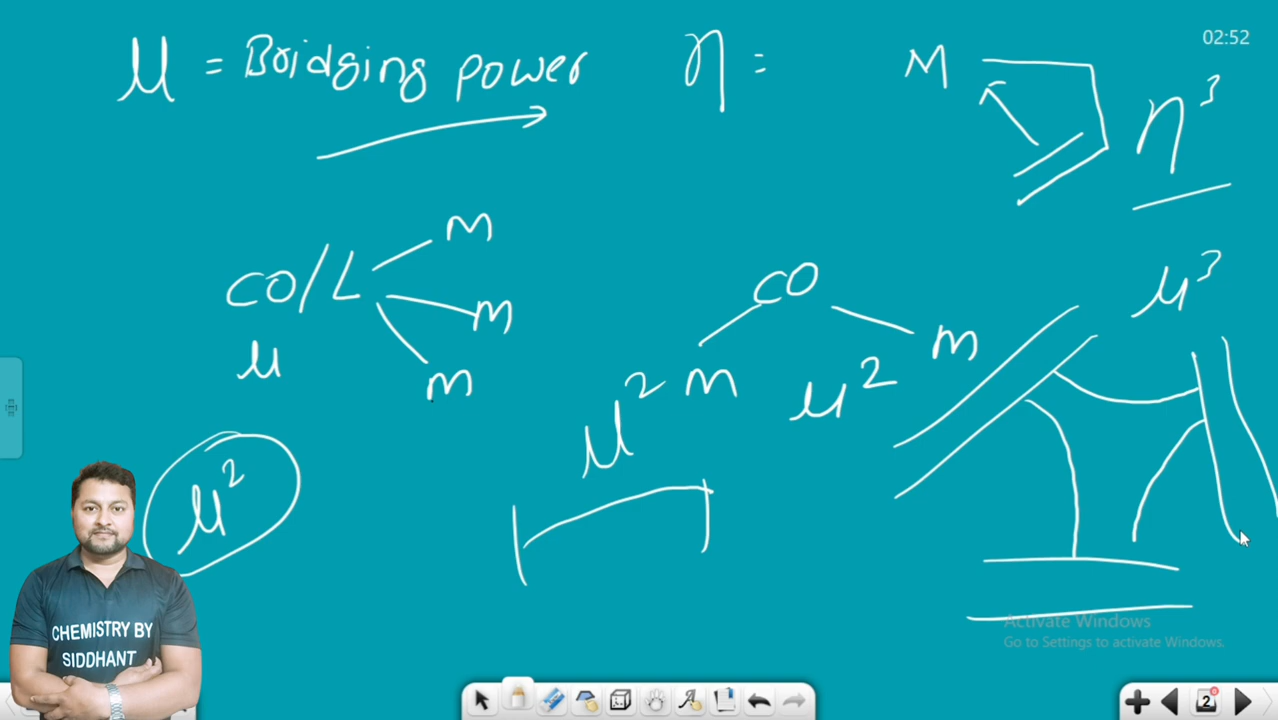 02:52
μ = Bridging power η =
M η³
CO/L M
M
M
μ
CO
M M
μ² μ²
μ³
μ²
CHEMISTRY BY
SIDDHANT
Activate Windows
Go to Settings to activate Windows.
2